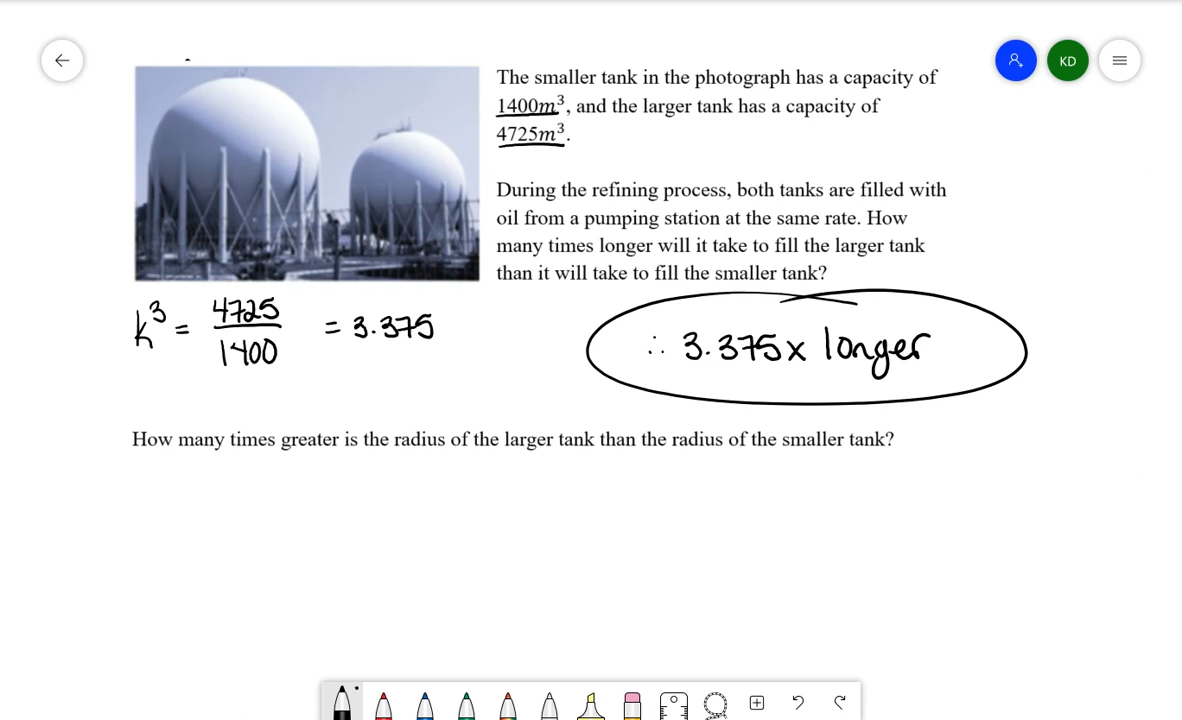 KD
The smaller tank in the photograph has a capacity of
1400m³, and the larger tank has a capacity of
4725m³.
During the refining process, both tanks are filled with
oil from a pumping station at the same rate. How
many times longer will it take to fill the larger tank
than it will take to fill the smaller tank?
k³ = 4725/1400 = 3.375
∴ 3.375x longer
How many times greater is the radius of the larger tank than the radius of the smaller tank?